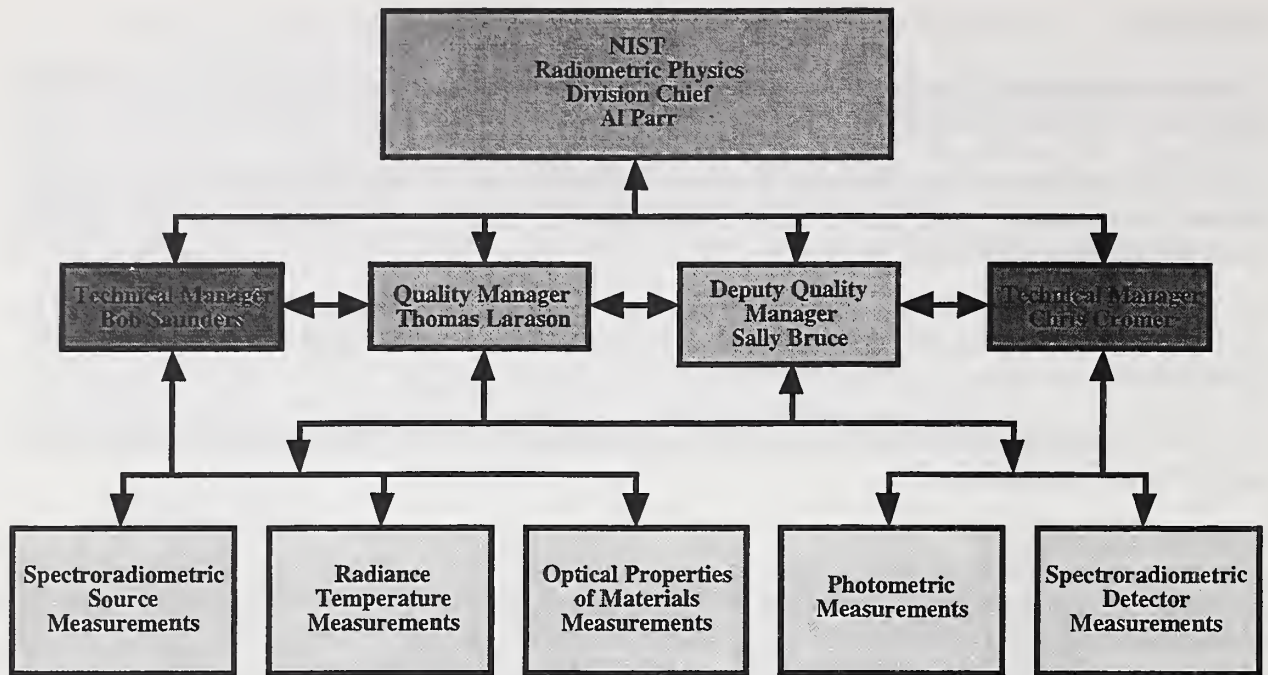 NIST
Radiometric Physics
Division Chief
Al Parr
Technical Manager
Bob Saunders
Quality Manager
Thomas Larason
Deputy Quality
Manager
Sally Bruce
Technical Manager
Chris Cromer
Spectroradiometric
Source
Measurements
Radiance
Temperature
Measurements
Optical Properties
of Materials
Measurements
Photometric
Measurements
Spectroradiometric
Detector
Measurements